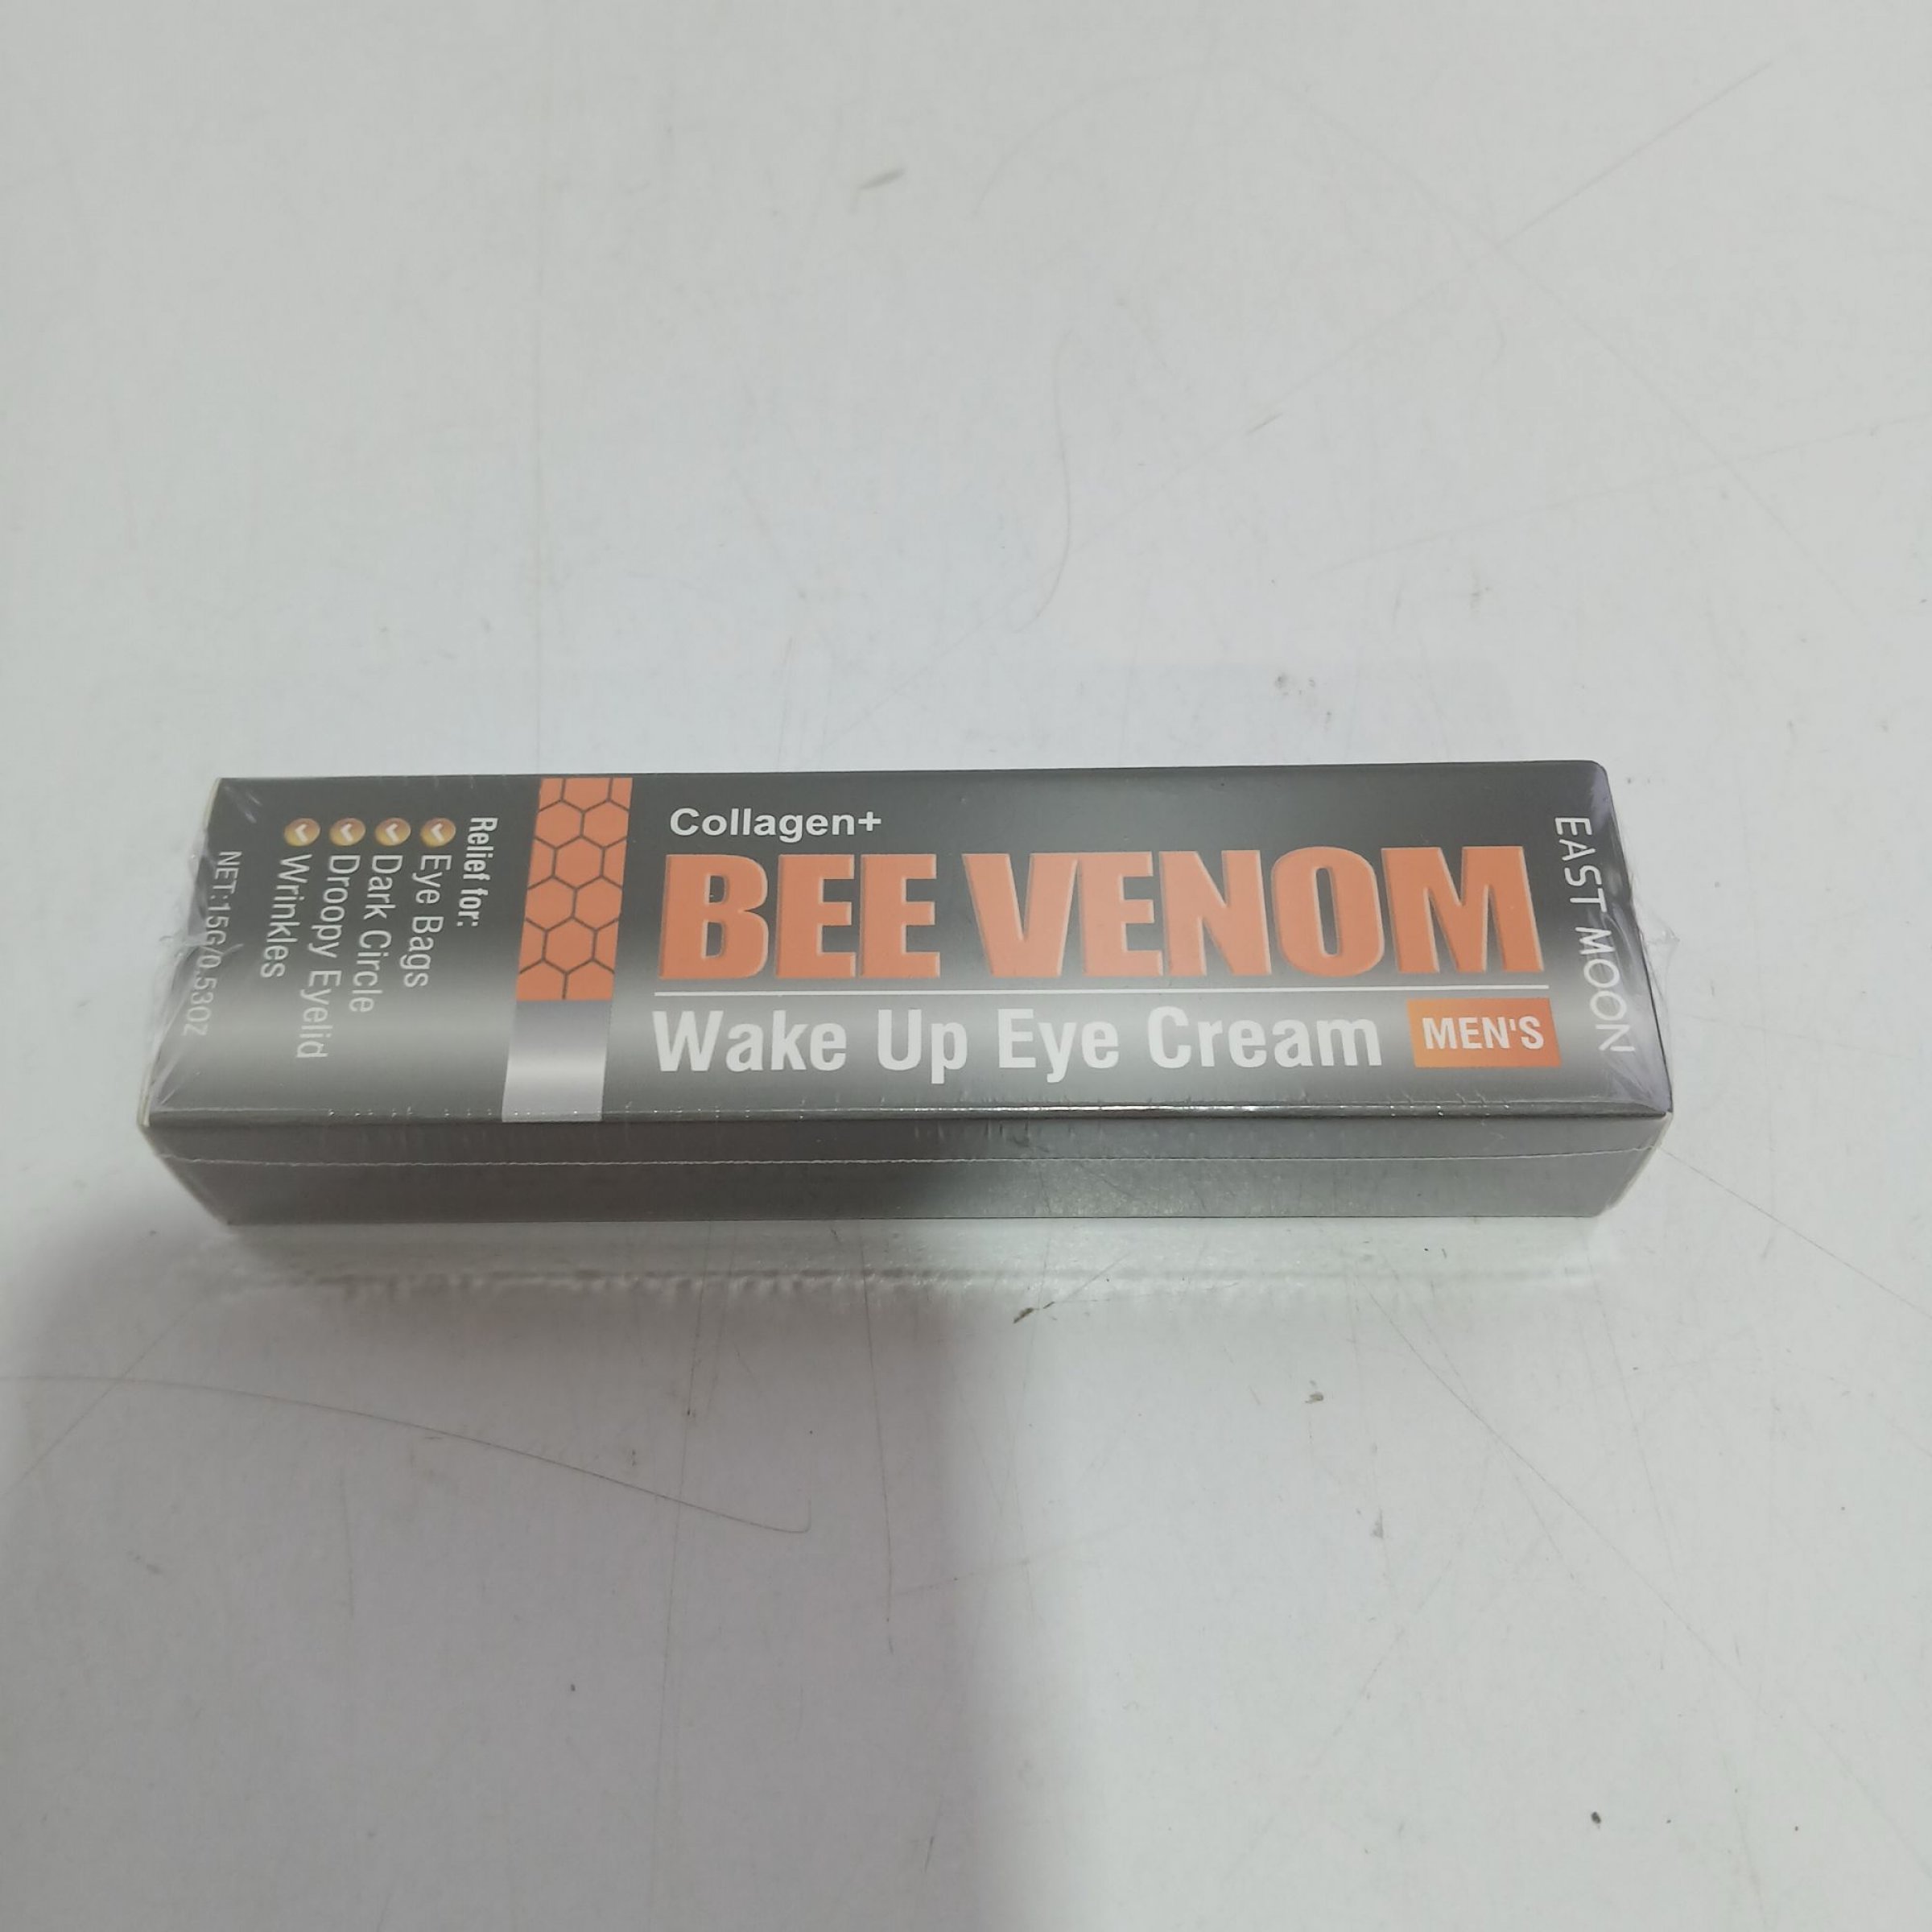 EAST MOON
Collagen+
BEE VENOM
Wake Up Eye Cream
MEN'S
Relief for:
Eye Bags
Dark Circle
Droopy Eyelid
Wrinkles
NET:15G/0.53OZ